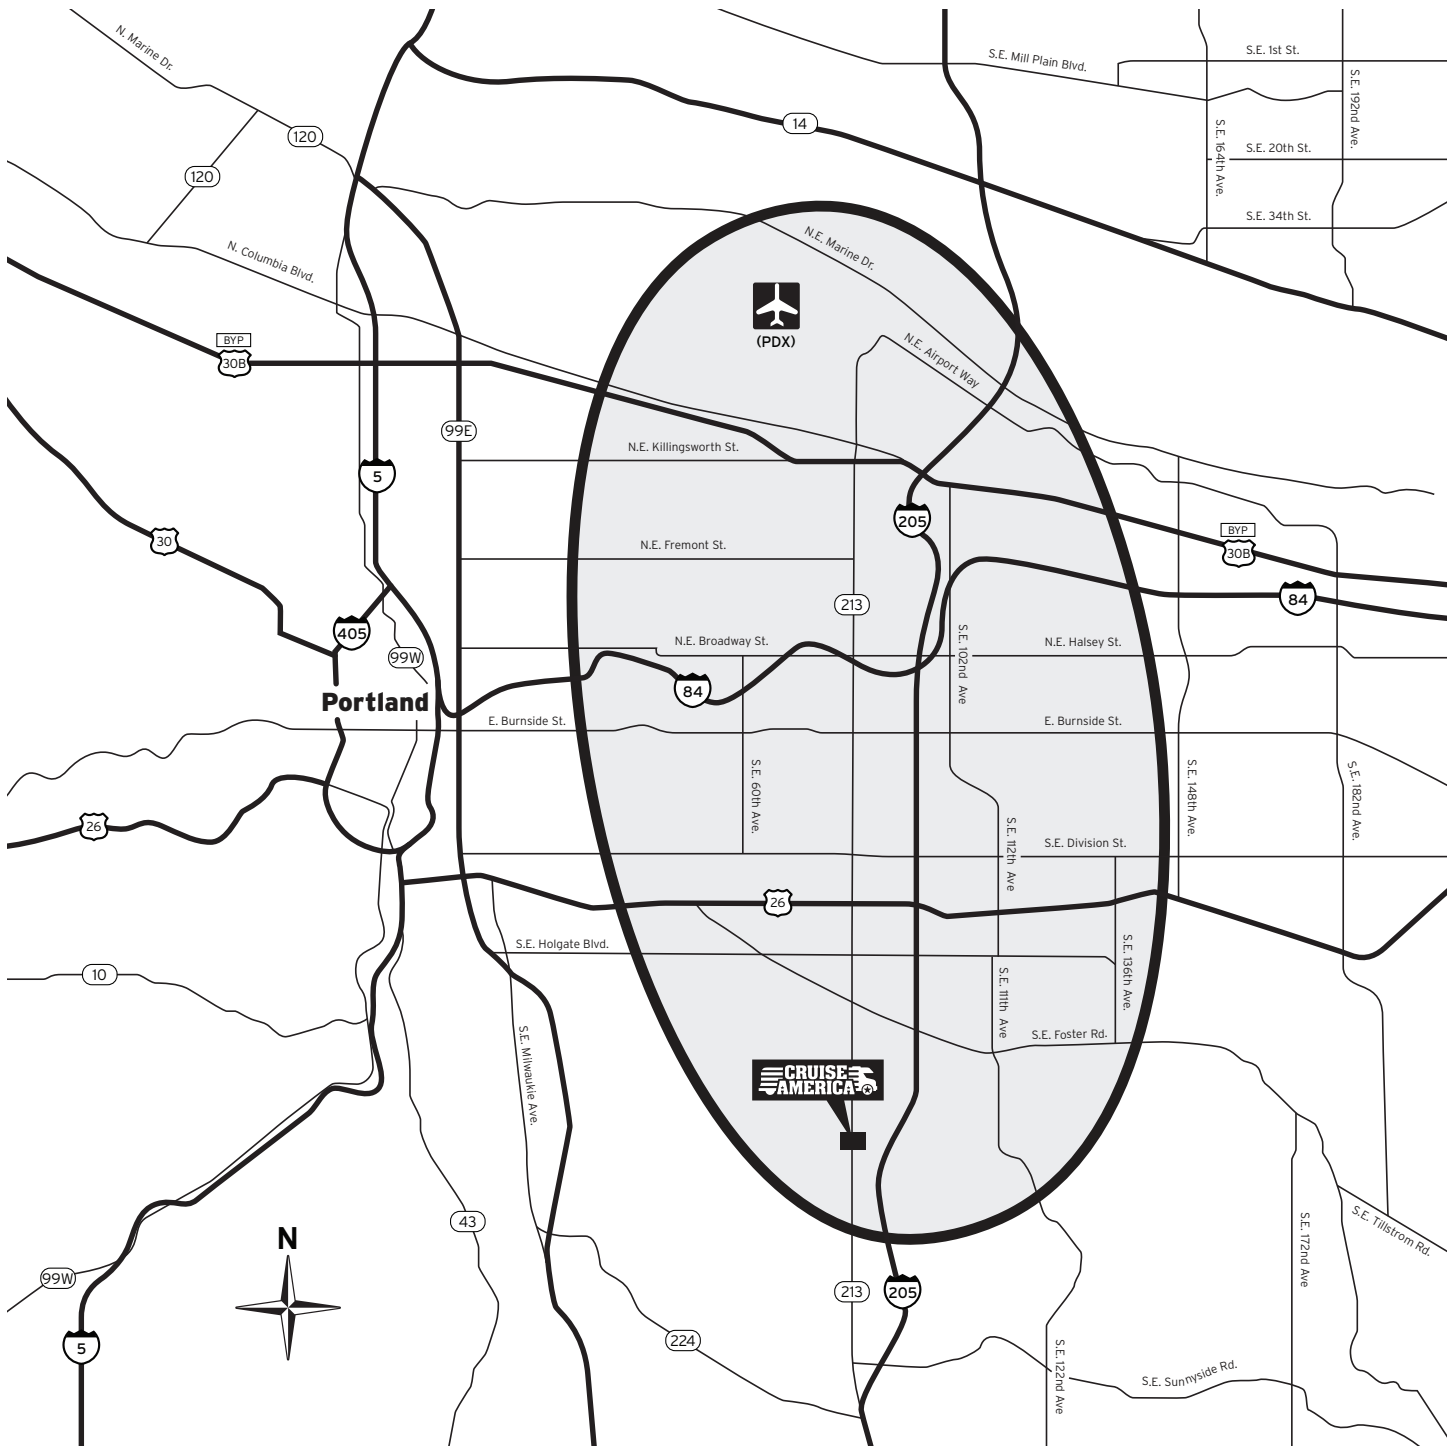 N. Marine Dr.
S.E. Mill Plain Blvd.
S.E. 1st St.
S.E. 192nd Ave.
120
14
S.E. 164th Ave.
S.E. 20th St.
120
S.E. 34th St.
N. Columbia Blvd.
N.E. Marine Dr.
(PDX)
BYP
30B
N.E. Airport Way
99E
N.E. Killingsworth St.
5
205
BYP
30B
30
N.E. Fremont St.
84
213
405
99W
N.E. Broadway St.
S.E. 102nd Ave
N.E. Halsey St.
84
Portland
E. Burnside St.
E. Burnside St.
S.E. 60th Ave.
S.E. 148th Ave.
S.E. 182nd Ave.
26
S.E. 112th Ave
S.E. Division St.
26
S.E. Holgate Blvd.
S.E. 136th Ave.
10
S.E. 111th Ave
S.E. Milwaukie Ave.
S.E. Foster Rd.
CRUISE
AMERICA
43
N
S.E. 172nd Ave
S.E. Tillstrom Rd.
99W
213
205
5
224
S.E. 122nd Ave
S.E. Sunnyside Rd.